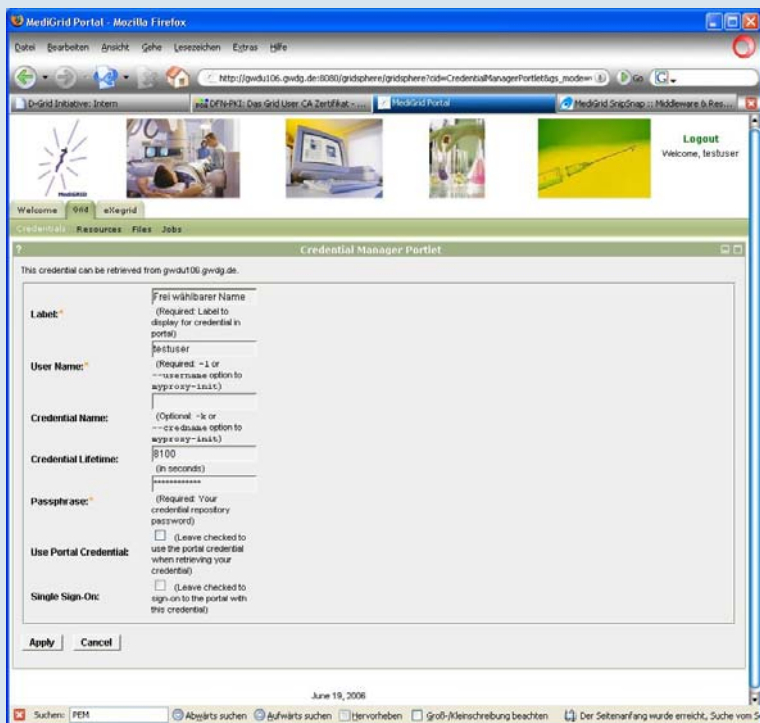 MediGrid Portal - Mozilla Firefox
Datei Bearbeiten Ansicht Gehe Lesezeichen Extras Hilfe
http://gwdu106.gwdg.de:8080/gridsphere/gridsphere?cid=CredentialManagerPortlet&gs_mode=
Go
D-Grid Initiative: Intern
DFN-PKI: Das Grid User CA Zertifikat - ...
MediGrid Portal
MediGrid SnipSnap :: Middleware & Res...
MediGRID
Logout
Welcome, testuser
Welcome Grid eXegrid
Credentials Resources Files Jobs
? Credential Manager Portlet
This credential can be retrieved from gwdu106.gwdg.de.
Label:* Frei wählbarer Name
(Required: Label to
display for credential in
portal)
User Name:* testuser
(Required: -l or
--username option to
myproxy-init)
Credential Name:
(Optional: -k or
--credname option to
myproxy-init)
Credential Lifetime: 8100
(in seconds)
Passphrase:* ************
(Required: Your
credential repository
password)
Use Portal Credential: (Leave checked to
use the portal credential
when retrieving your
credential)
Single Sign-On: (Leave checked to
sign-on to the portal with
this credential)
Apply Cancel
June 19, 2006
Suchen: PEM Abwärts suchen Aufwärts suchen Hervorheben Groß-/Kleinschreibung beachten Der Seitenanfang wurde erreicht, Suche vom